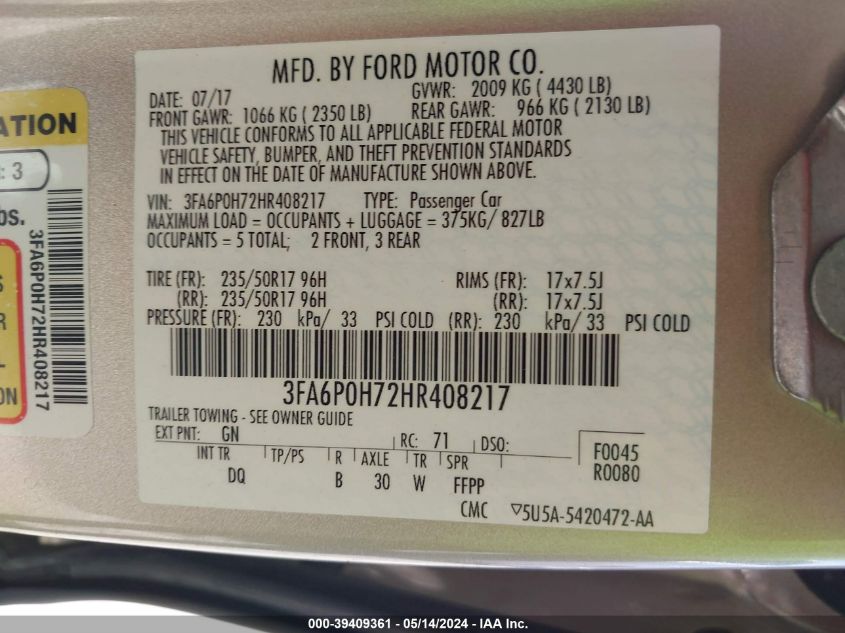 MFD. BY FORD MOTOR CO.
DATE: 07/17 GVWR: 2009 KG ( 4430 LB)
FRONT GAWR: 1066 KG ( 2350 LB) REAR GAWR: 966 KG ( 2130 LB)
THIS VEHICLE CONFORMS TO ALL APPLICABLE FEDERAL MOTOR
VEHICLE SAFETY, BUMPER, AND THEFT PREVENTION STANDARDS
IN EFFECT ON THE DATE OF MANUFACTURE SHOWN ABOVE.
VIN: 3FA6P0H72HR408217 TYPE: Passenger Car
MAXIMUM LOAD = OCCUPANTS + LUGGAGE = 375KG/ 827LB
OCCUPANTS = 5 TOTAL; 2 FRONT, 3 REAR
TIRE (FR): 235/50R17 96H RIMS (FR): 17x7.5J
(RR): 235/50R17 96H (RR): 17x7.5J
PRESSURE (FR): 230 kPa/ 33 PSI COLD (RR): 230 kPa/ 33 PSI COLD
3FA6P0H72HR408217
TRAILER TOWING - SEE OWNER GUIDE
EXT PNT: GN RC: 71 DSO: F0045
INT TR TP/PS R AXLE TR SPR R0080
DQ B 30 W FFPP
CMC ▽5U5A-5420472-AA
ATION
: 3
bs.
3FA6P0H72HR408217
S
R
L
ON
000-39409361 - 05/14/2024 - IAA Inc.